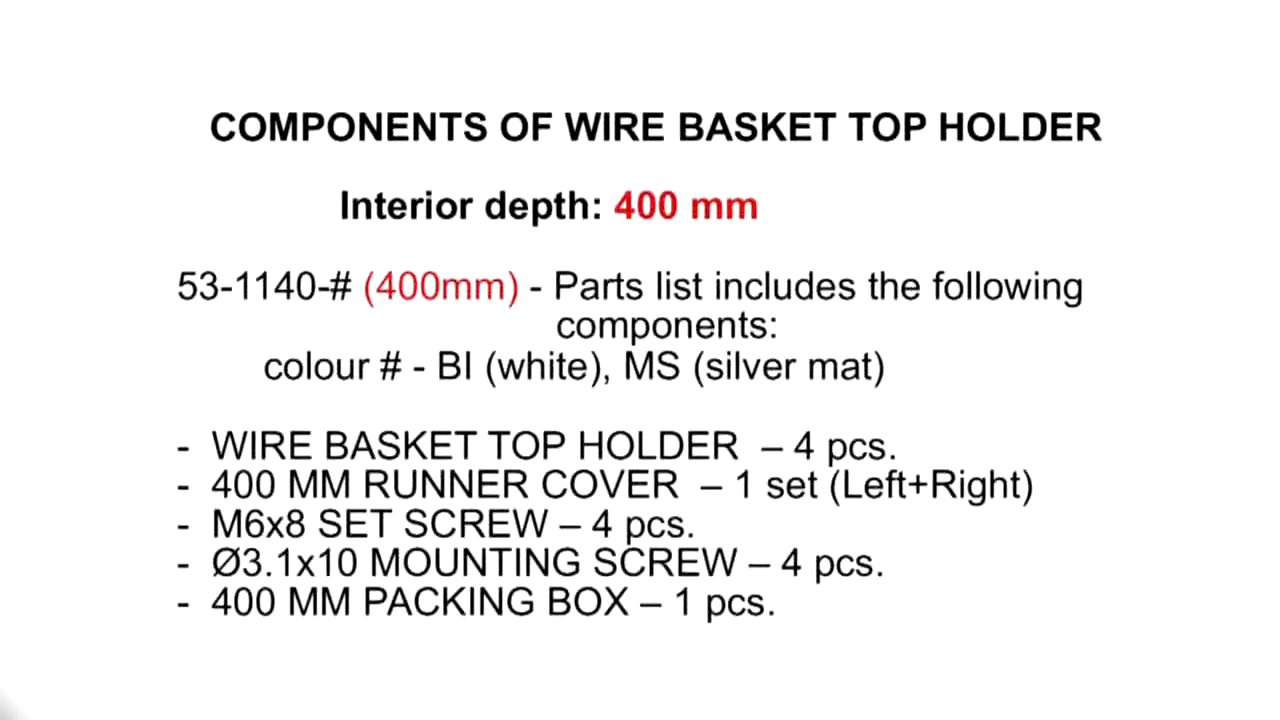 COMPONENTS OF WIRE BASKET TOP HOLDER
Interior depth: 400 mm
53-1140-# (400mm) - Parts list includes the following
components:
colour # - BI (white), MS (silver mat)
- WIRE BASKET TOP HOLDER – 4 pcs.
- 400 MM RUNNER COVER – 1 set (Left+Right)
- M6x8 SET SCREW – 4 pcs.
- Ø3.1x10 MOUNTING SCREW – 4 pcs.
- 400 MM PACKING BOX – 1 pcs.